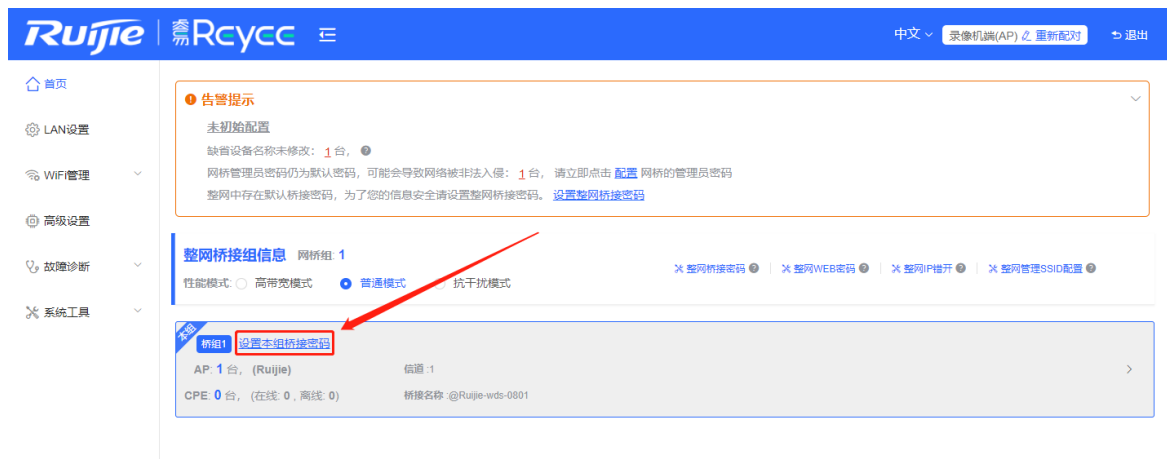 Ruijie 睿易 Reyee 中文 录像机端(AP) 重新配对 退出
首页
LAN设置
WiFi管理
高级设置
故障诊断
系统工具
告警提示
未初始配置
缺省设备名称未修改： 1 台，
网桥管理员密码仍为默认密码，可能会导致网络被非法入侵： 1 台， 请立即点击 配置 网桥的管理员密码
整网中存在默认桥接密码，为了您的信息安全请设置整网桥接密码。 设置整网桥接密码
整网桥接组信息 网桥组: 1
性能模式: 高带宽模式 普通模式 抗干扰模式
整网桥接密码 整网WEB密码 整网IP错开 整网管理SSID配置
本组
桥组1 设置本组桥接密码
AP: 1 台， (Ruijie) 信道 :1
CPE: 0 台， (在线: 0 , 离线: 0) 桥接名称 :@Ruijie-wds-0801